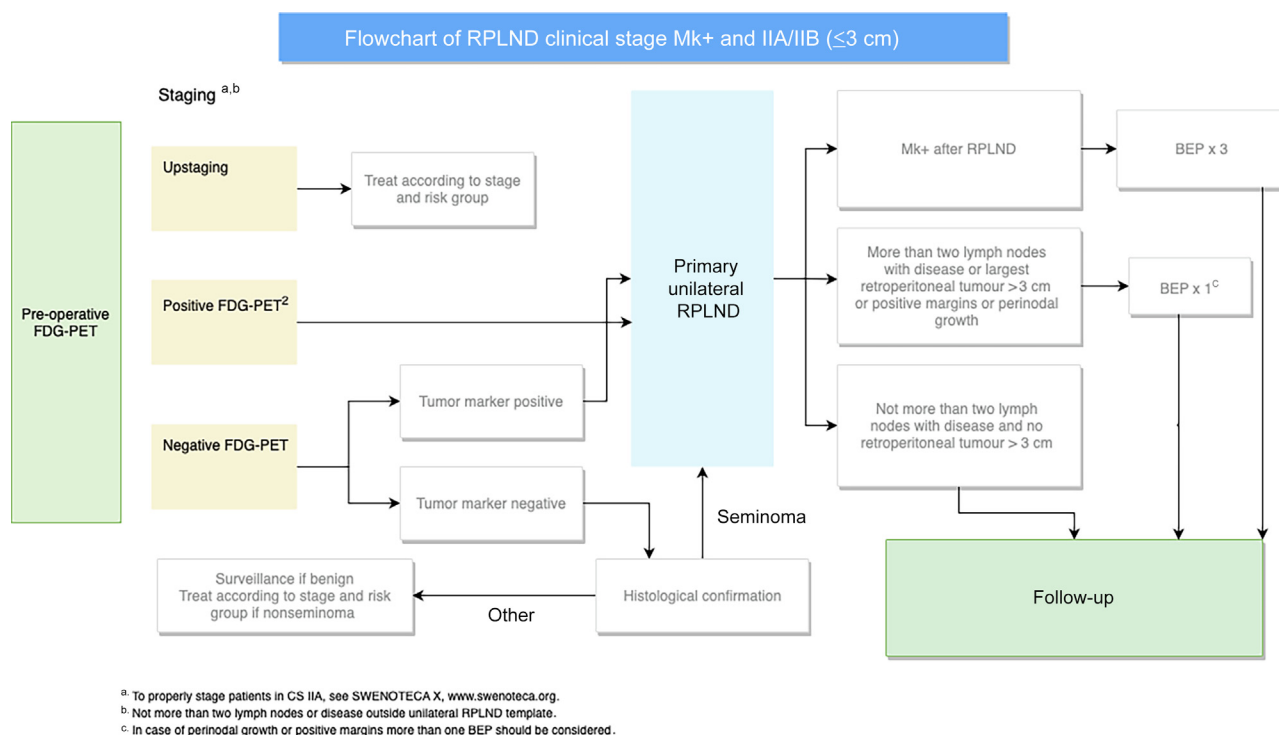 Flowchart of RPLND clinical stage Mk+ and IIA/IIB (≤3 cm)
Staging a,b
Pre-operative
FDG-PET
Upstaging
Treat according to stage
and risk group
Positive FDG-PET2
Negative FDG-PET
Tumor marker positive
Tumor marker negative
Histological confirmation
Seminoma
Other
Surveillance if benign
Treat according to stage and risk
group if nonseminoma
Primary
unilateral
RPLND
Mk+ after RPLND
BEP x 3
More than two lymph nodes
with disease or largest
retroperitoneal tumour >3 cm
or positive margins or perinodal
growth
BEP x 1C
Not more than two lymph
nodes with disease and no
retroperitoneal tumour > 3 cm
Follow-up
a. To properly stage patients in CS IIA, see SWENOTECA X, www.swenoteca.org.
b. Not more than two lymph nodes or disease outside unilateral RPLND template.
c. In case of perinodal growth or positive margins more than one BEP should be considered.